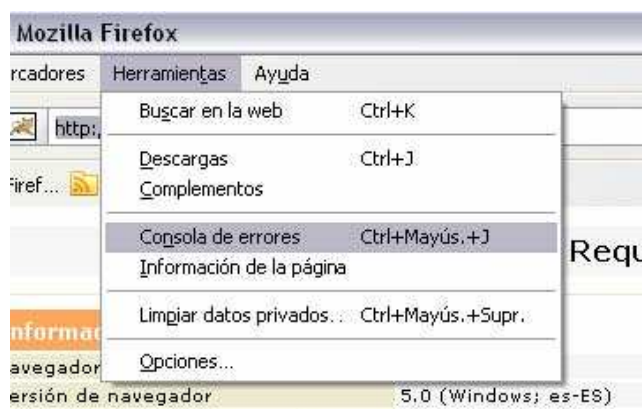 Mozilla Firefox
rcadores Herramientas Ayuda
http:
Buscar en la web Ctrl+K
Firef...
Descargas Ctrl+J
Complementos
Consola de errores Ctrl+Mayús.+J
Requ
Información de la página
Limpiar datos privados... Ctrl+Mayús.+Supr.
nformac
Opciones...
avegador
ersión de navegador 5.0 (Windows; es-ES)